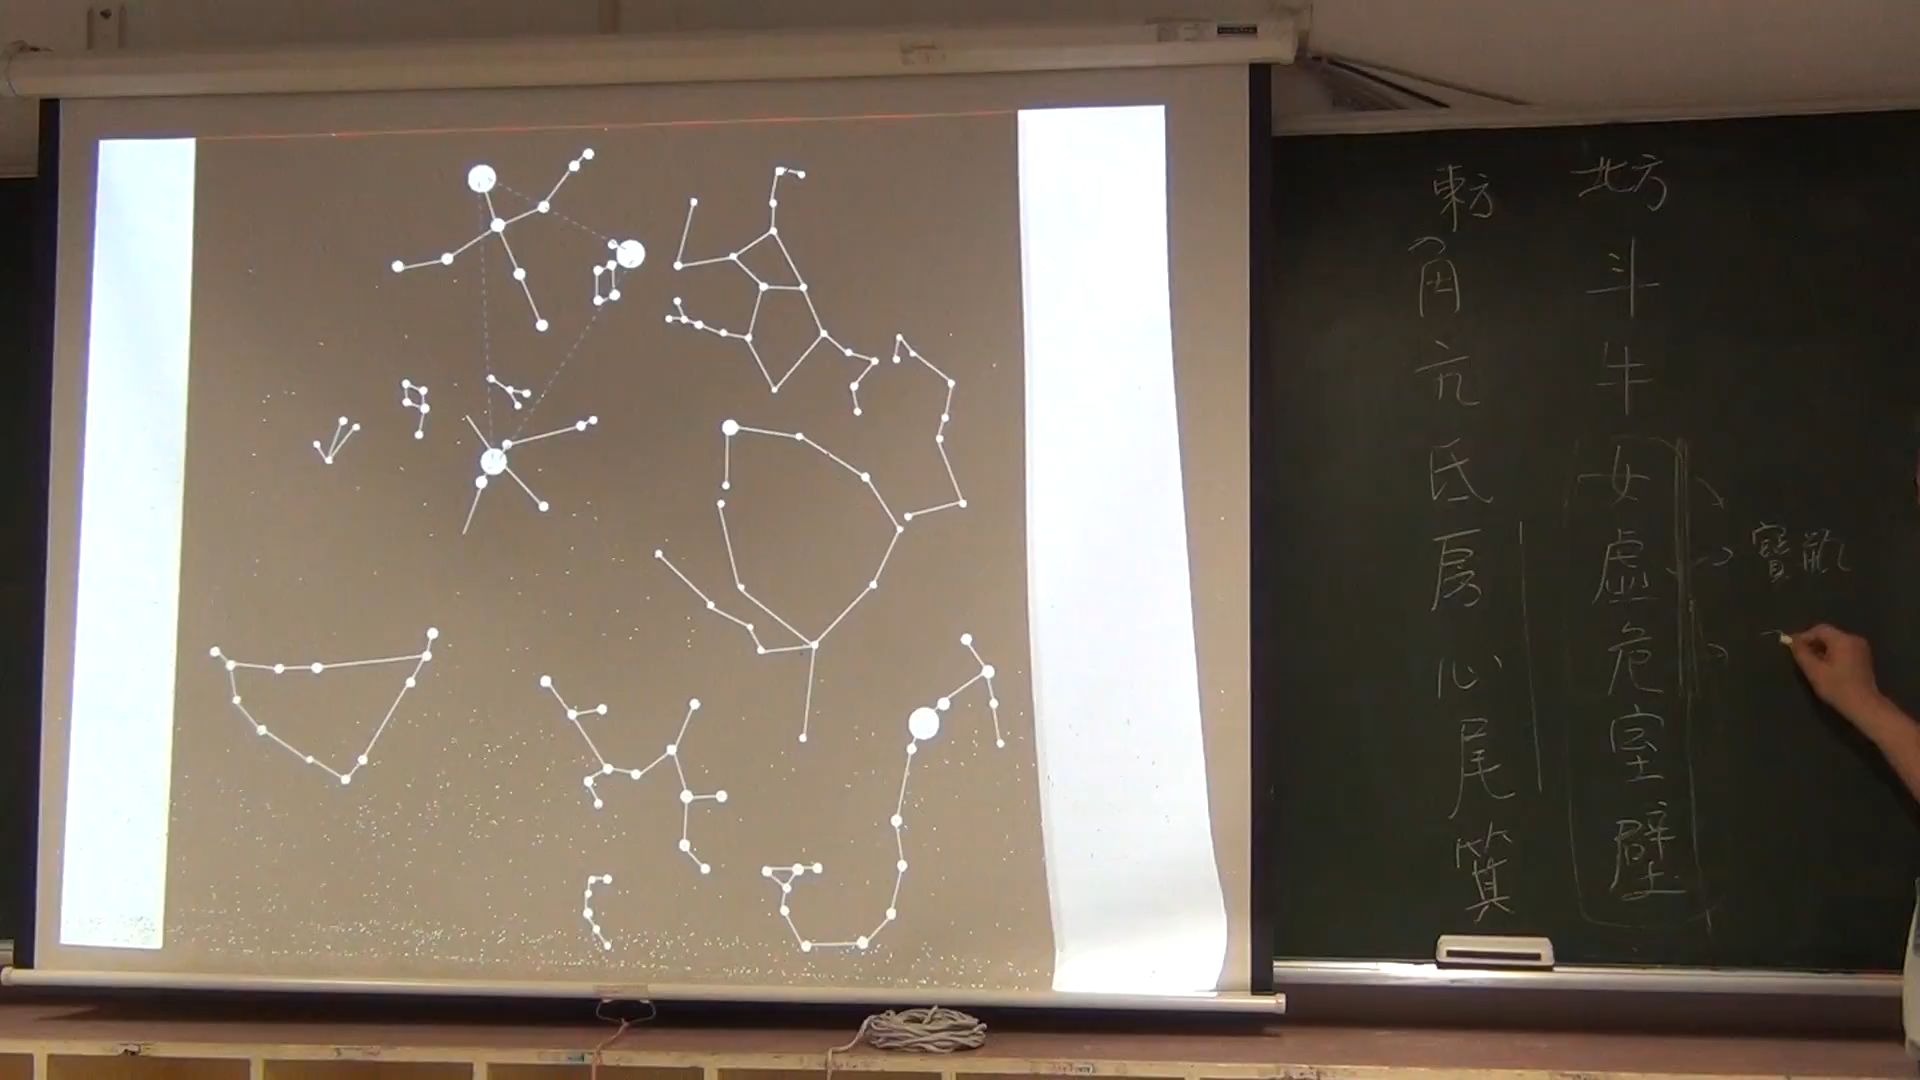 東方
角
亢
氐
房
心
尾
箕
北方
斗
牛
女
虛
危
室
壁
寶瓶